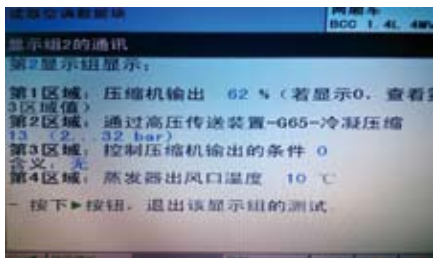 读取空调数据块
两厢车
BCC 1.4L 4MV
显示组2的通讯
第2显示组显示：
第1区域： 压缩机输出 62 %（若显示0，查看第
3区域值）
第2区域： 通过高压传送装置-G65-冷凝压缩
13 (2...32 bar)
第3区域： 控制压缩机输出的条件 0
含义： 无
第4区域： 蒸发器出风口温度 10 ℃
- 按下►按钮，退出该显示组的测试